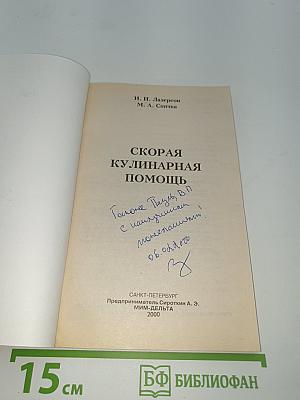 И. И. Лазерсон
М. А. Спичка
СКОРАЯ
КУЛИНАРНАЯ
ПОМОЩЬ
с наилучшими
пожеланиями!
САНКТ-ПЕТЕРБУРГ
Предприниматель Сироткин А. Э.
МИМ-ДЕЛЬТА
2000
15 см
БФ БИБЛИОФАН